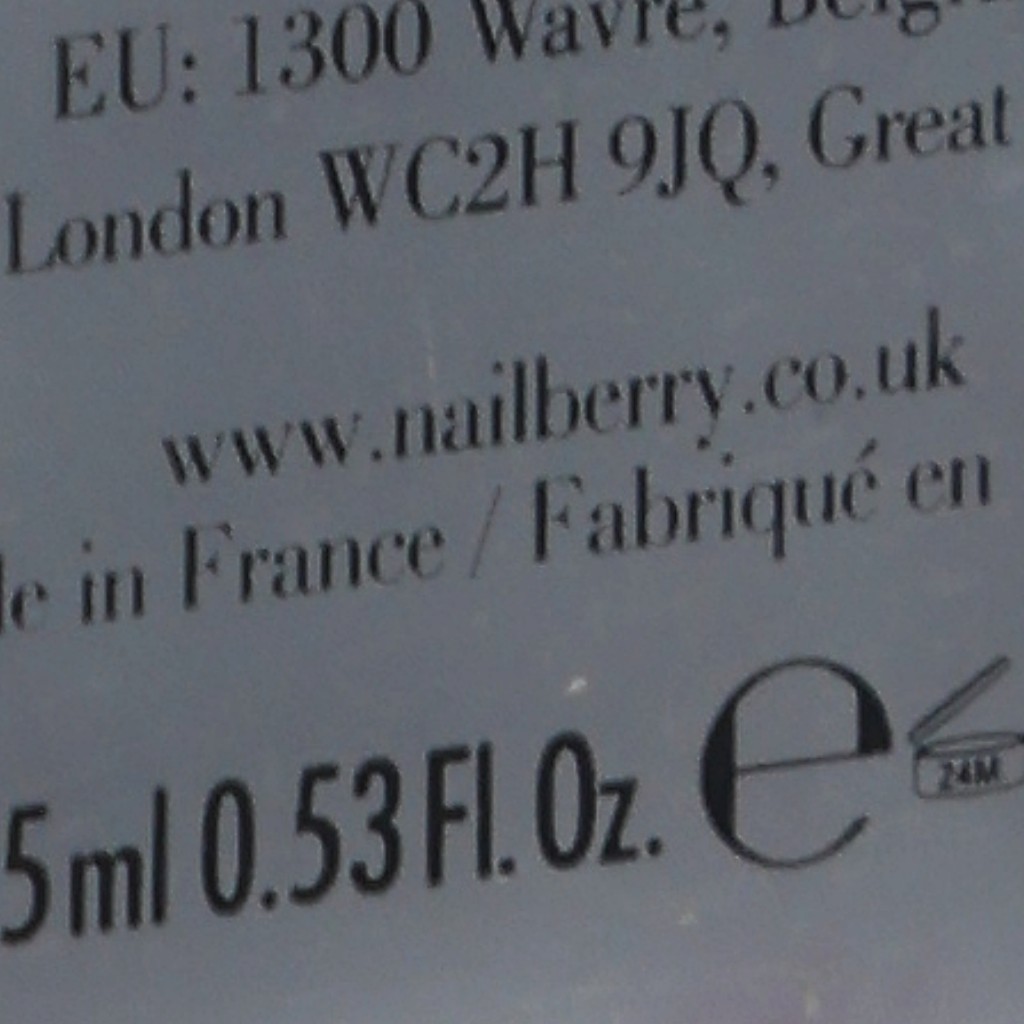 EU: 1300 Wavre,
London WC2H 9JQ, Great
www.nailberry.co.uk
in France / Fabriqué en
5ml 0.53 Fl. Oz. e 24M